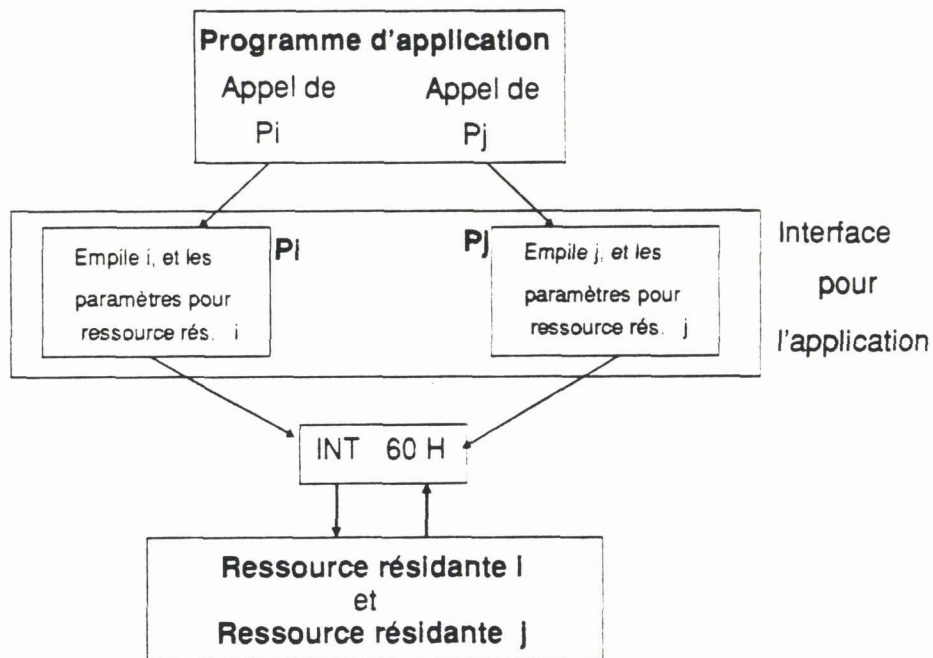 Programme d'application
Appel de Appel de
Pi Pj
Empile i, et les
paramètres pour
ressource rés. i
Pi
Pj
Empile j, et les
paramètres pour
ressource rés. j
Interface
pour
l'application
INT 60 H
Ressource résidante i
et
Ressource résidante j